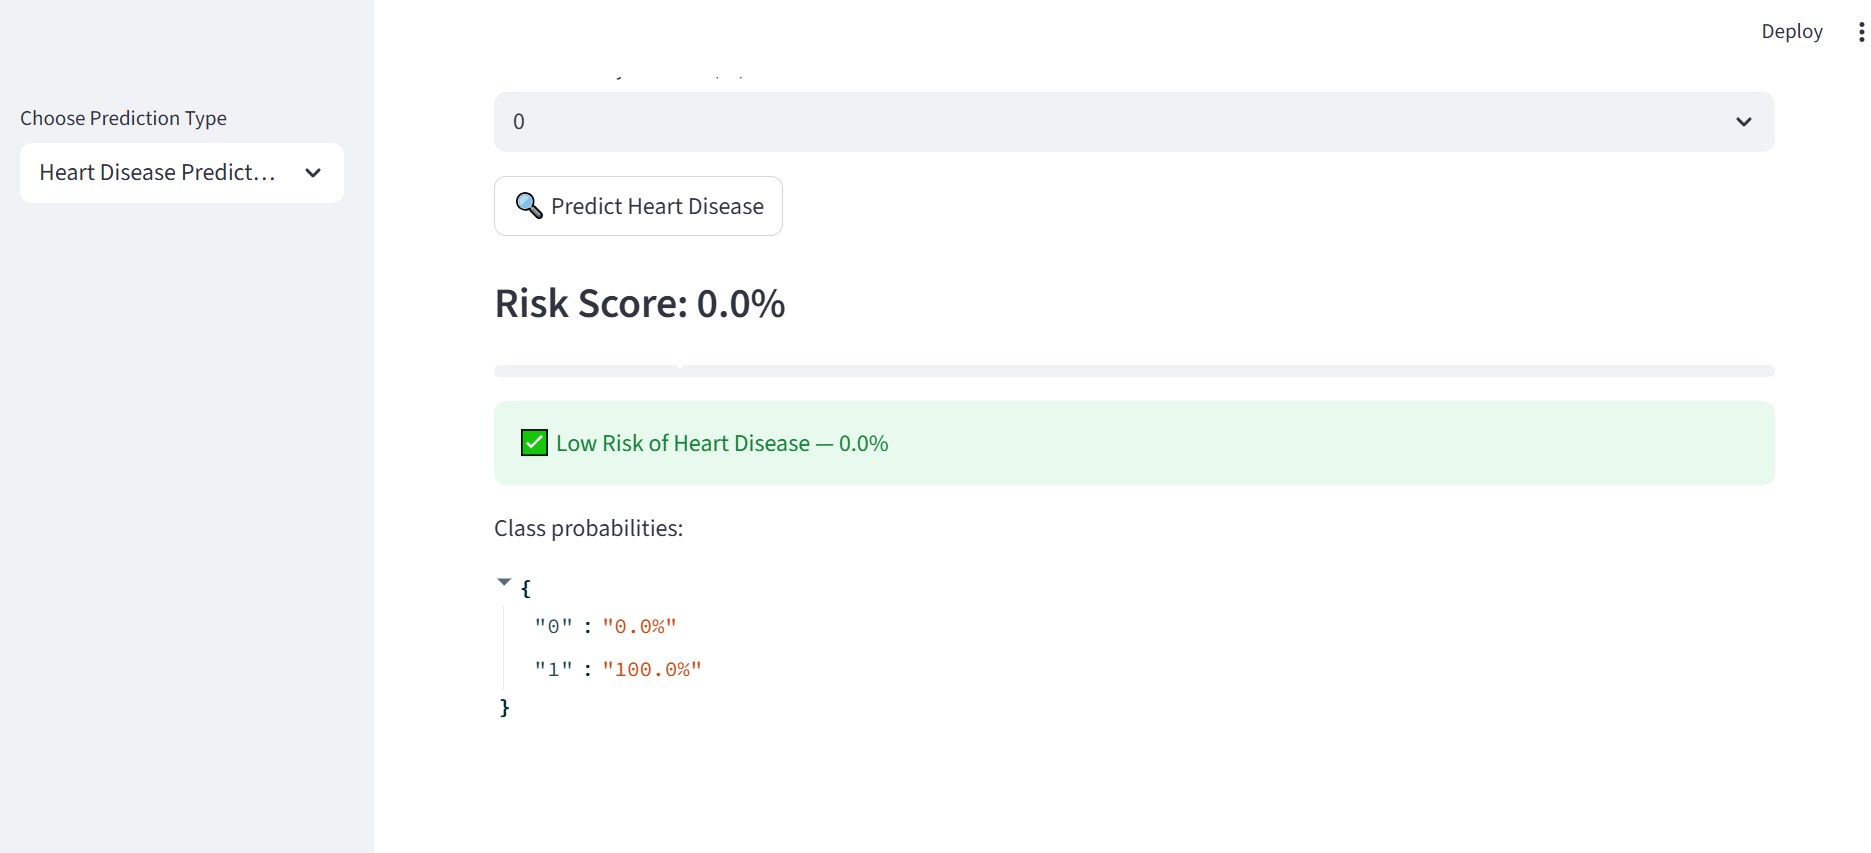 Deploy
Choose Prediction Type
Heart Disease Predict...
0
Predict Heart Disease
Risk Score: 0.0%
Low Risk of Heart Disease — 0.0%
Class probabilities:
{
"0" : "0.0%"
"1" : "100.0%"
}